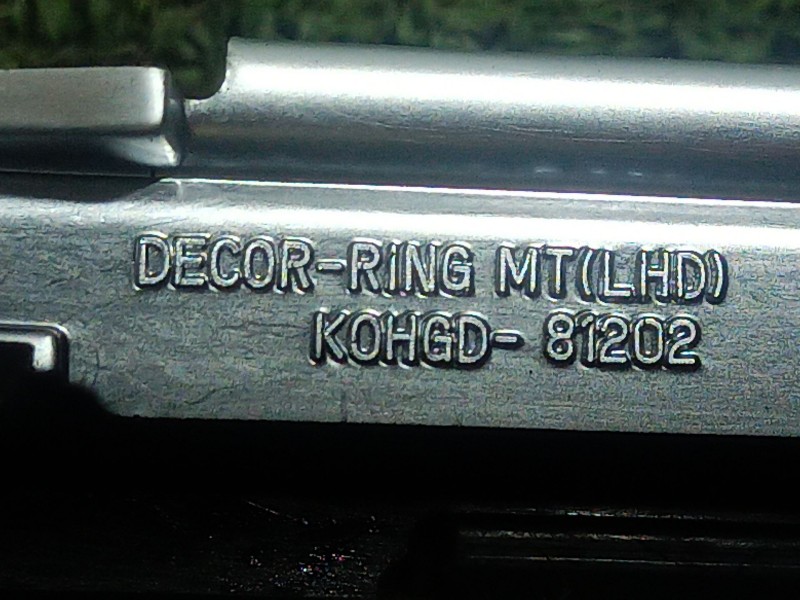 DECOR-RING MT(LHD)
KOHGD- 81202